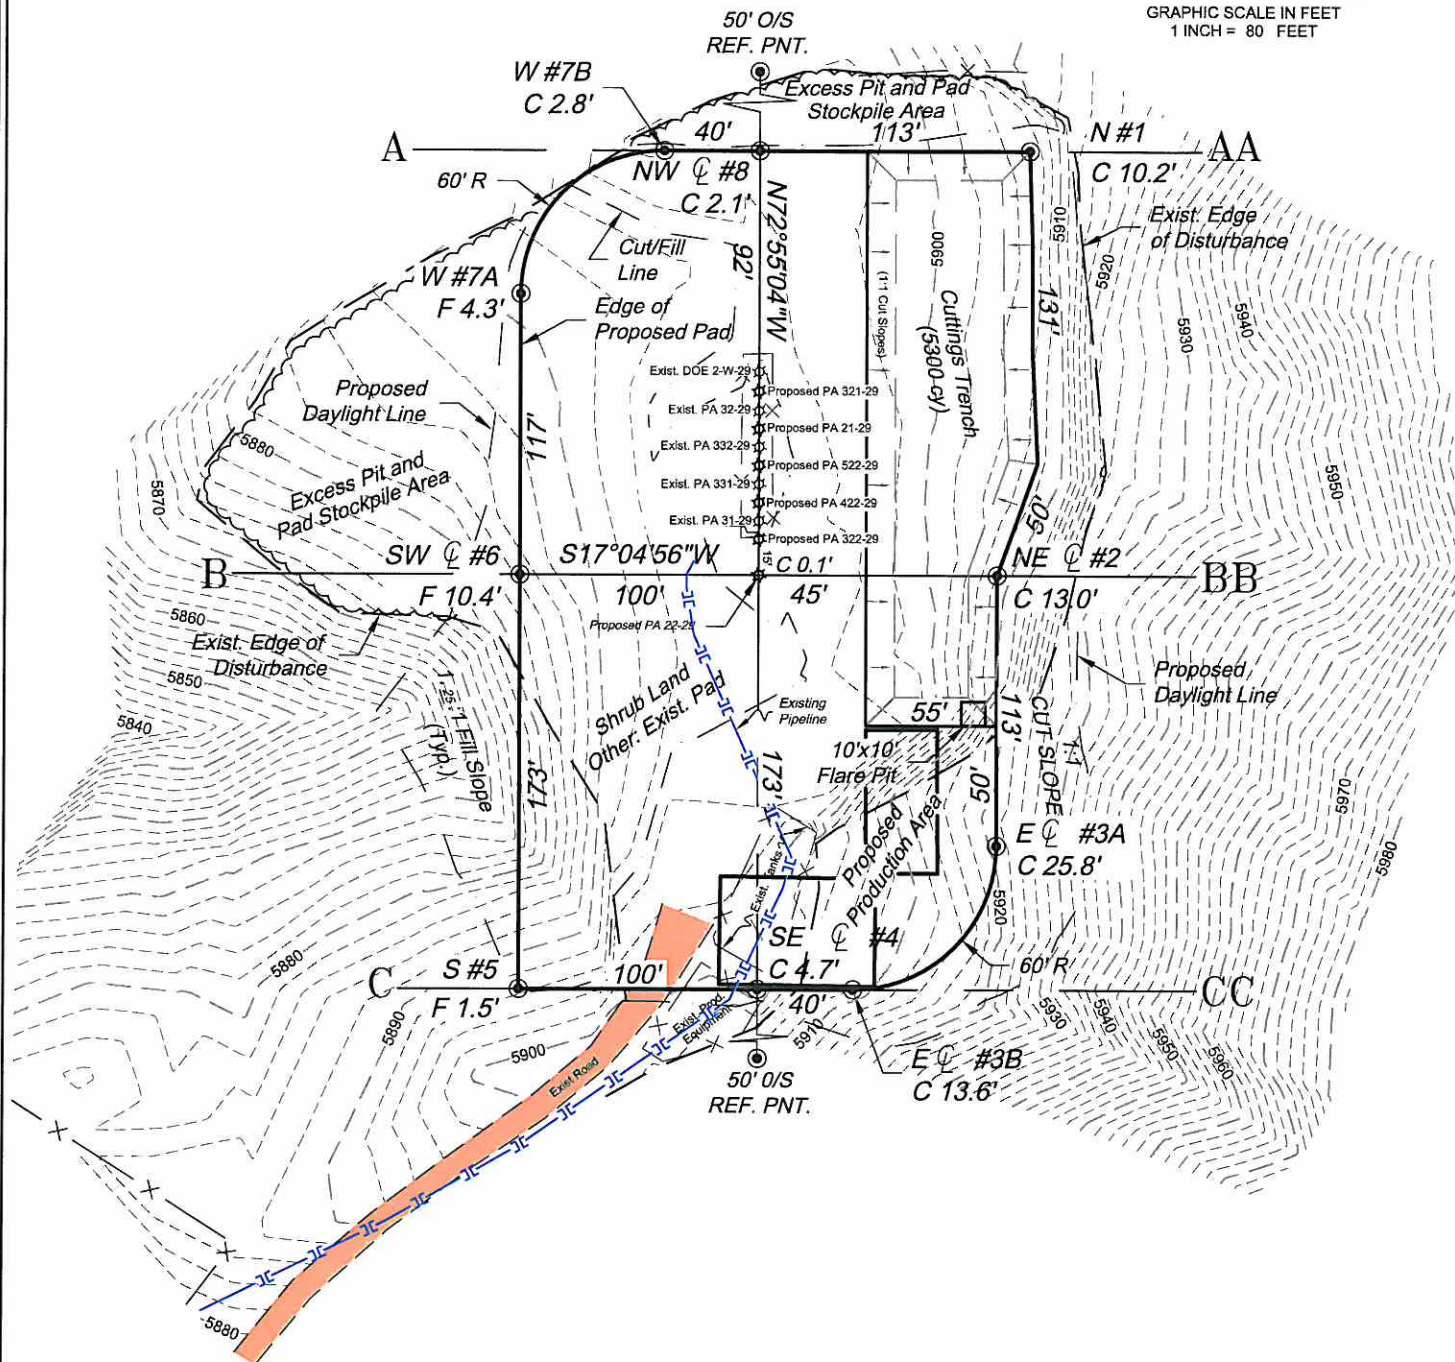 GRAPHIC SCALE IN FEET
1 INCH = 80 FEET
50' O/S
REF. PNT.
W #7B
C 2.8'
Excess Pit and Pad
Stockpile Area
A
40'
113'
N #1
AA
C 10.2'
60' R
NW ℄ #8
C 2.1'
N72°55'04"W
92'
Cut/Fill
Line
5900
5910
Exist. Edge
of Disturbance
5920
W #7A
F 4.3'
Edge of
Proposed Pad
(1:1 Cut Slopes)
Cuttings Trench
(5300 cy)
131'
5930
5940
Exist. DOE 2-W-29
Proposed PA 321-29
Exist. PA 32-29
Proposed PA 21-29
Exist. PA 332-29
Proposed PA 522-29
Exist. PA 331-29
Proposed PA 422-29
Exist. PA 31-29
Proposed PA 322-29
Proposed
Daylight Line
117'
5880
Excess Pit and
Pad Stockpile Area
5870
5950
50'
SW ℄ #6
S17°04'56"W
15'
C 0.1'
NE ℄ #2
B
BB
F 10.4'
100'
45'
C 13.0'
Proposed PA 22-29
5860
Exist. Edge of
Disturbance
5850
5840
1.25:1 Fill Slope
(Typ.)
Shrub Land
Other: Exist. Pad
Existing
Pipeline
55'
113'
CUT SLOPE
1:1
Proposed
Daylight Line
10'x10'
Flare Pit
173'
173'
50'
5970
Proposed
Production Area
E ℄ #3A
C 25.8'
5980
Exist. Tanks
5920
SE ℄ #4
C 4.7'
5880
S #5
100'
60' R
C
CC
F 1.5'
40'
Exist. Prod.
Equipment
5910
5890
5900
5930
5940
5950
5960
Exist Road
E ℄ #3B
C 13.6'
50' 0/S
REF. PNT.
5880